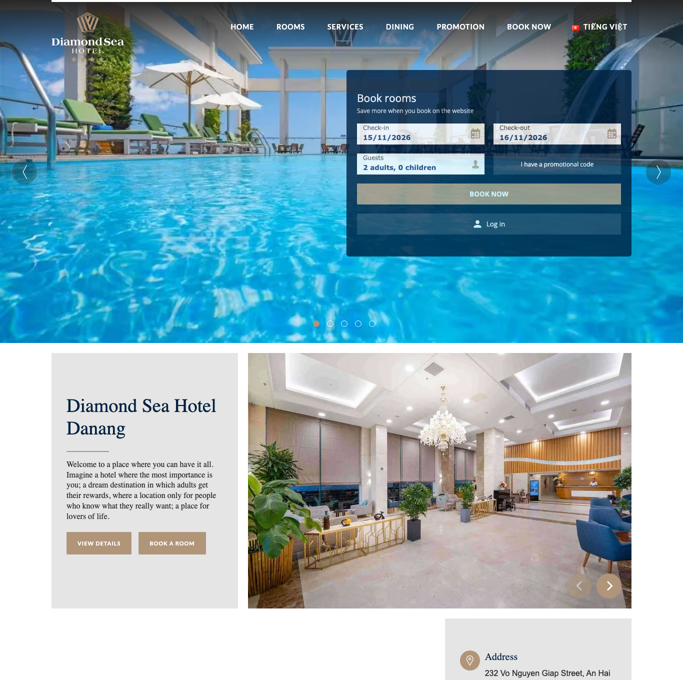 Diamond Sea
HOTEL
HOME ROOMS SERVICES DINING PROMOTION BOOK NOW TIẾNG VIỆT
Book rooms
Save more when you book on the website
Check-in
15/11/2026
Check-out
16/11/2026
Guests
2 adults, 0 children
I have a promotional code
BOOK NOW
Log in
Diamond Sea Hotel
Danang
Welcome to a place where you can have it all.
Imagine a hotel where the most importance is
you; a dream destination in which adults get
their rewards, where a location only for people
who know what they really want; a place for
lovers of life.
VIEW DETAILS BOOK A ROOM
Address
232 Vo Nguyen Giap Street, An Hai